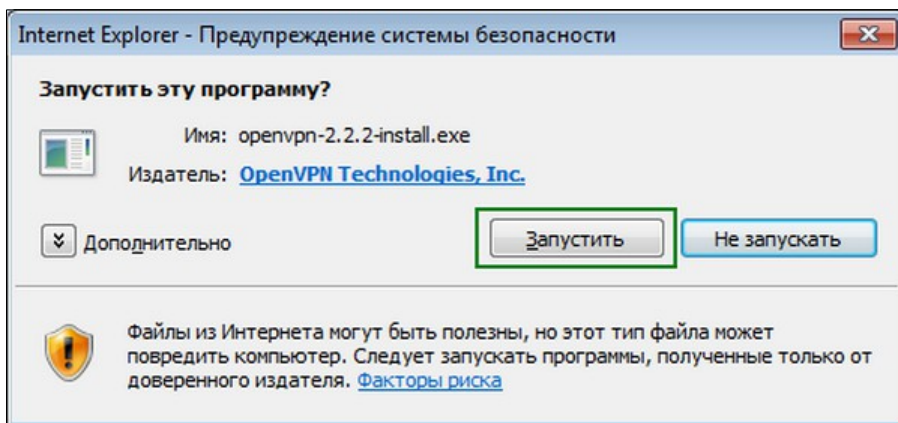 Internet Explorer - Предупреждение системы безопасности
Запустить эту программу?
Имя: openvpn-2.2.2-install.exe
Издатель: OpenVPN Technologies, Inc.
Дополнительно
Запустить
Не запускать
Файлы из Интернета могут быть полезны, но этот тип файла может
повредить компьютер. Следует запускать программы, полученные только от
доверенного издателя. Факторы риска